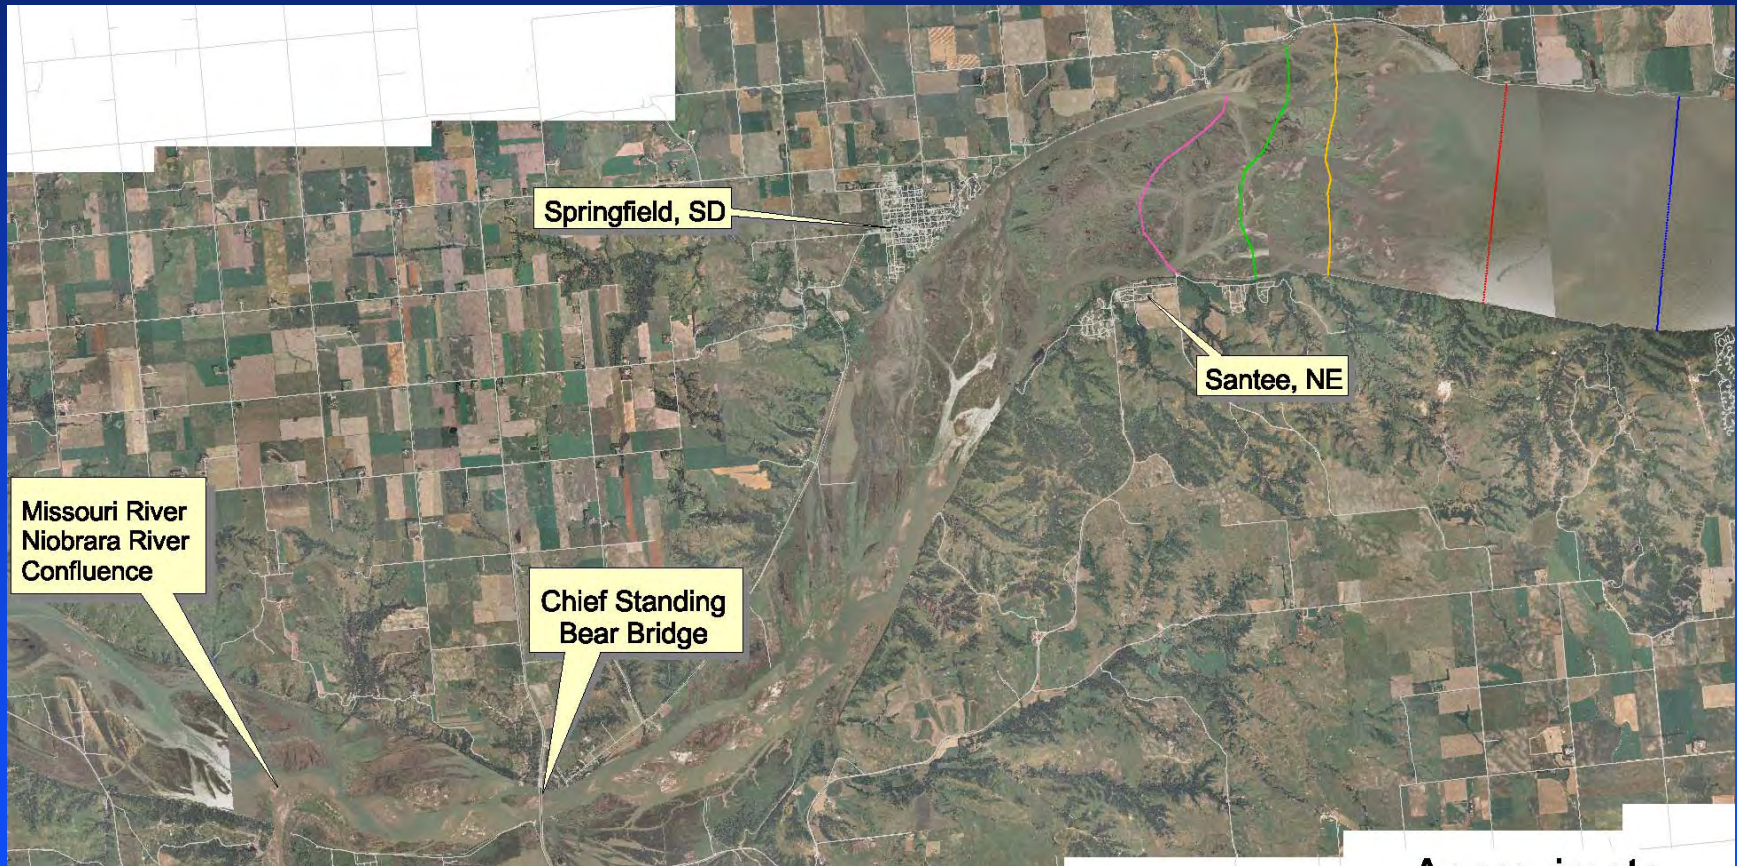 Springfield, SD
Santee, NE
Missouri River
Niobrara River
Confluence
Chief Standing
Bear Bridge